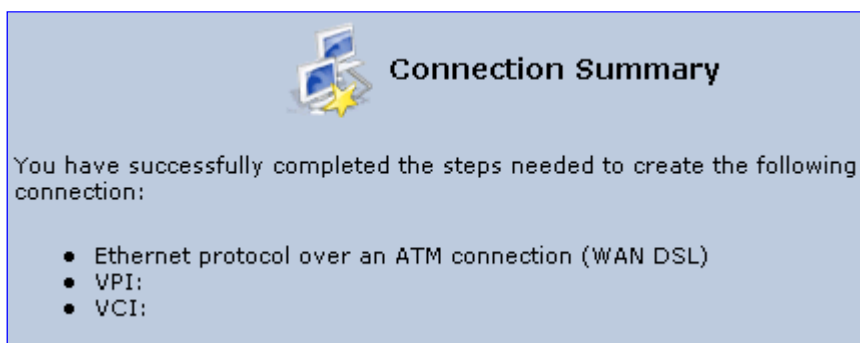 Connection Summary
You have successfully completed the steps needed to create the following
connection:
● Ethernet protocol over an ATM connection (WAN DSL)
● VPI:
● VCI: